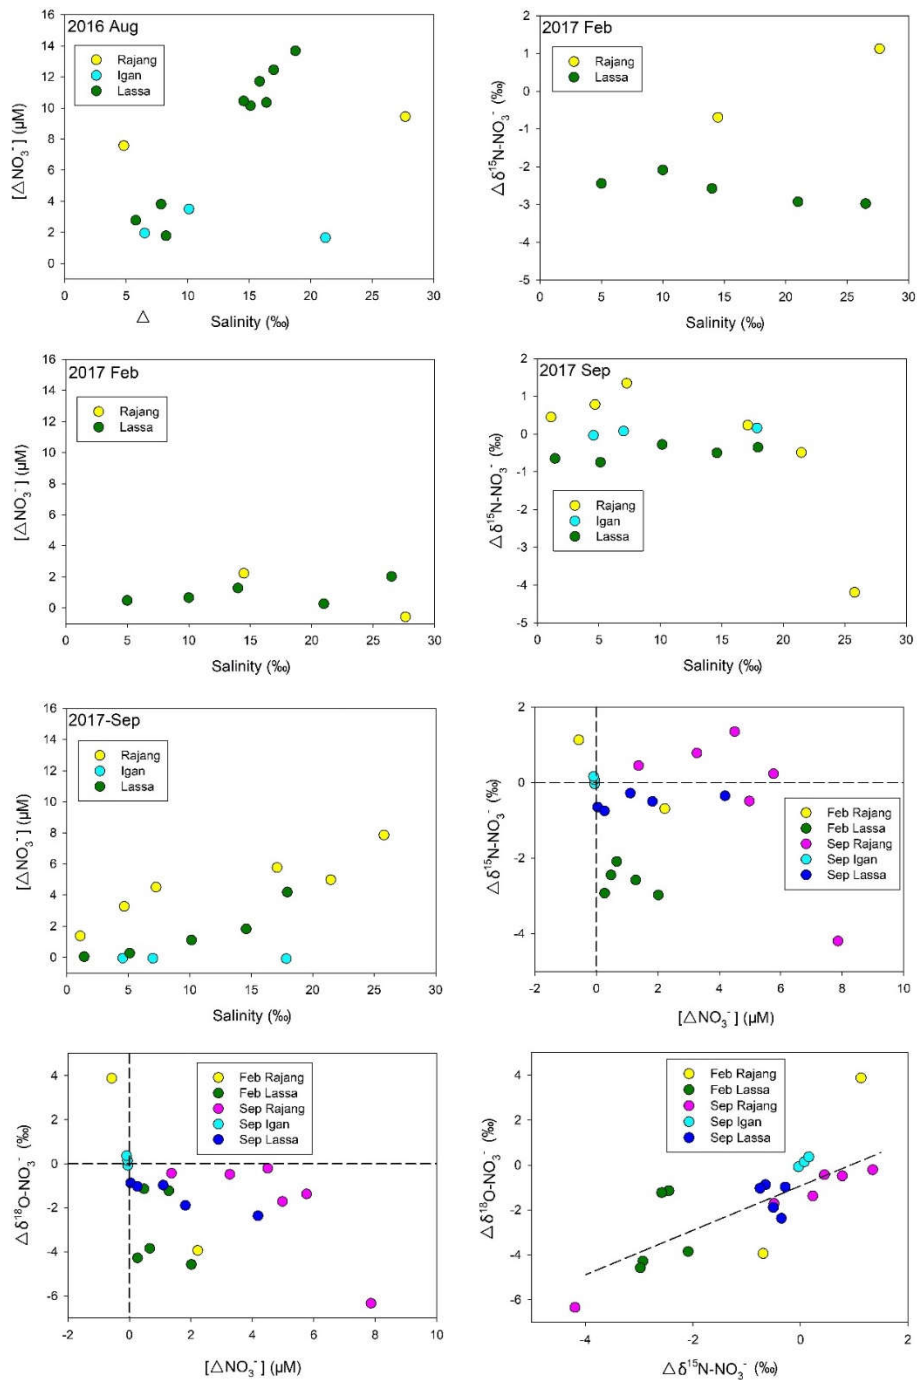 2016 Aug
Rajang
Igan
Lassa
[△NO₃⁻] (µM)
16
14
12
10
8
6
4
2
0
0 5 10 15 20 25 30
Salinity (‰)
△
2017 Feb
Rajang
Lassa
△δ¹⁵N-NO₃⁻ (‰)
2
1
0
-1
-2
-3
-4
-5
0 5 10 15 20 25 30
Salinity (‰)
2017 Feb
Rajang
Lassa
[△NO₃⁻] (µM)
16
14
12
10
8
6
4
2
0
0 5 10 15 20 25 30
Salinity (‰)
2017 Sep
Rajang
Igan
Lassa
△δ¹⁵N-NO₃⁻ (‰)
2
1
0
-1
-2
-3
-4
-5
0 5 10 15 20 25 30
Salinity (‰)
2017-Sep
Rajang
Igan
Lassa
[△NO₃⁻] (µM)
16
14
12
10
8
6
4
2
0
0 5 10 15 20 25 30
Salinity (‰)
Feb Rajang
Feb Lassa
Sep Rajang
Sep Igan
Sep Lassa
△δ¹⁵N-NO₃⁻ (‰)
2
0
-2
-4
-2 0 2 4 6 8 10
[△NO₃⁻] (µM)
Feb Rajang
Feb Lassa
Sep Rajang
Sep Igan
Sep Lassa
△δ¹⁸O-NO₃⁻ (‰)
4
2
0
-2
-4
-6
-2 0 2 4 6 8 10
[△NO₃⁻] (µM)
Feb Rajang
Feb Lassa
Sep Rajang
Sep Igan
Sep Lassa
△δ¹⁸O-NO₃⁻ (‰)
4
2
0
-2
-4
-6
-4 0 4
△δ¹⁵N-NO₃⁻ (‰)